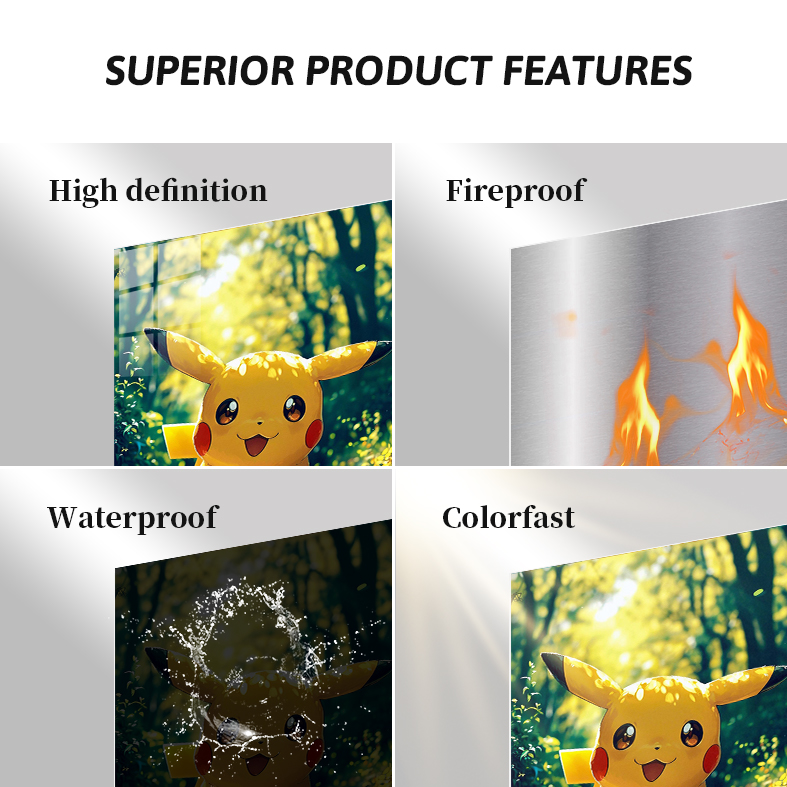 SUPERIOR PRODUCT FEATURES
High definition
Fireproof
Waterproof
Colorfast